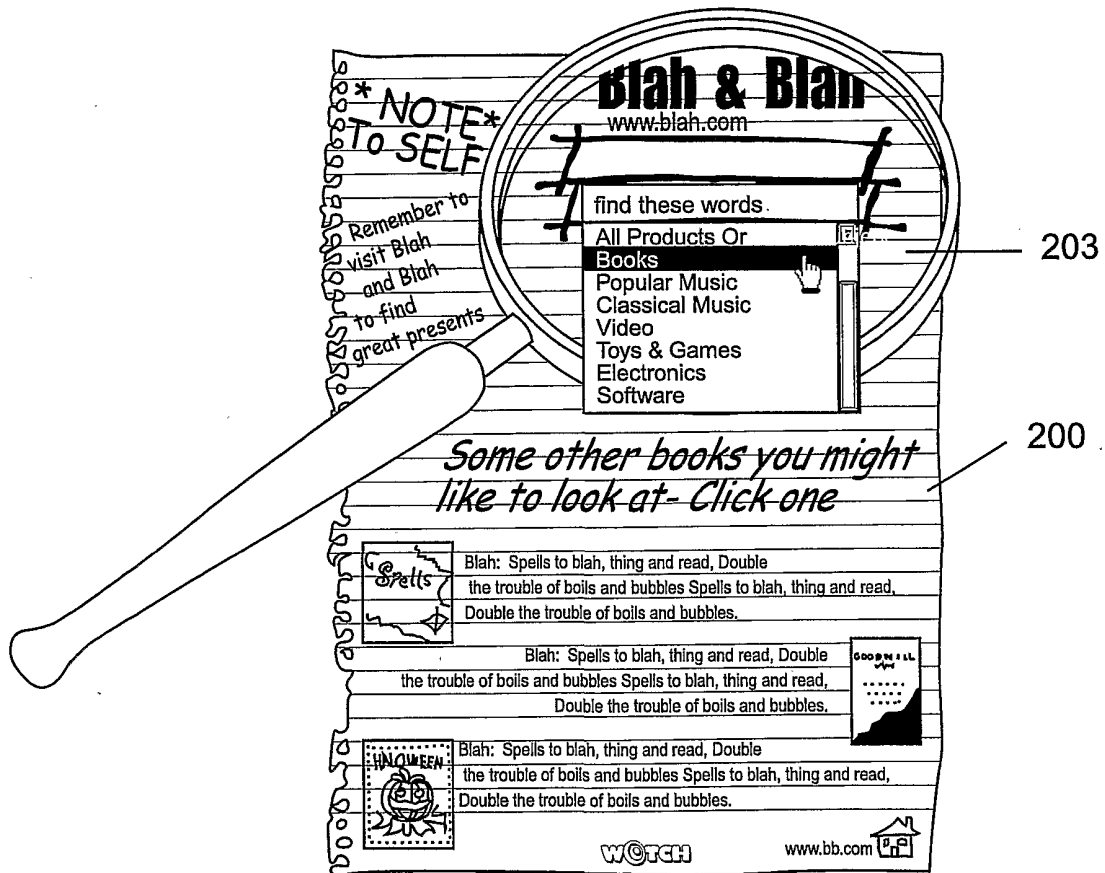 Blah & Blah
www.blah.com
* NOTE *
To SELF
Remember to
visit Blah
and Blah
to find
great presents
find these words.
All Products Or
Books
Popular Music
Classical Music
Video
Toys & Games
Electronics
Software
203
200
Some other books you might
like to look at- Click one
Spells
Blah: Spells to blah, thing and read, Double
the trouble of boils and bubbles Spells to blah, thing and read,
Double the trouble of boils and bubbles.
Blah: Spells to blah, thing and read, Double
the trouble of boils and bubbles Spells to blah, thing and read,
Double the trouble of boils and bubbles.
GOODWILL
HALOWEEN
Blah: Spells to blah, thing and read, Double
the trouble of boils and bubbles Spells to blah, thing and read,
Double the trouble of boils and bubbles.
WOTCH
www.bb.com